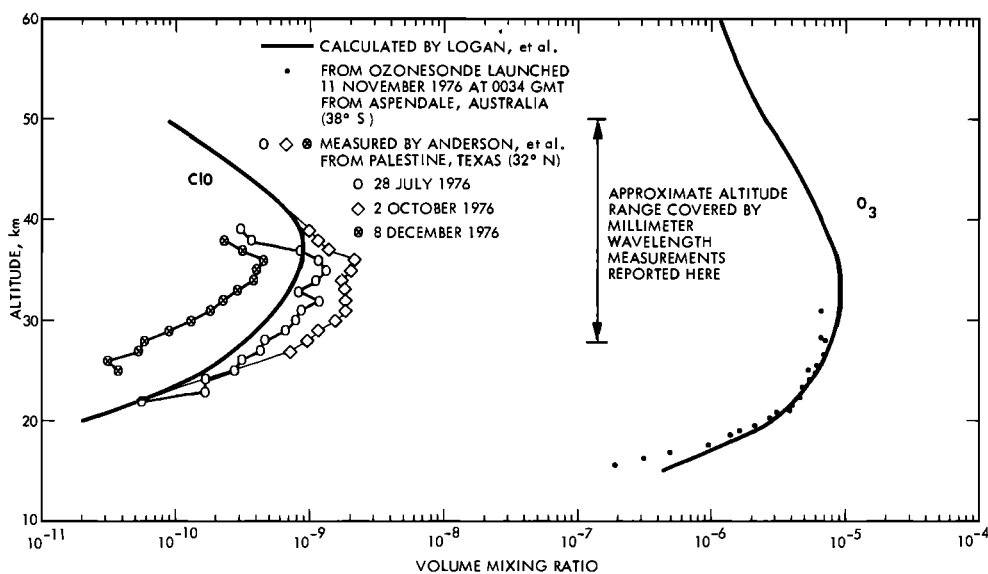 60
50
40
30
20
10
ALTITUDE, km
CALCULATED BY LOGAN, et al.
FROM OZONESONDE LAUNCHED
11 NOVEMBER 1976 AT 0034 GMT
FROM ASPENDALE, AUSTRALIA
(38° S)
MEASURED BY ANDERSON, et al.
FROM PALESTINE, TEXAS (32° N)
28 JULY 1976
2 OCTOBER 1976
8 DECEMBER 1976
ClO
APPROXIMATE ALTITUDE
RANGE COVERED BY
MILLIMETER
WAVELENGTH
MEASUREMENTS
REPORTED HERE
O₃
10⁻¹¹ 10⁻¹⁰ 10⁻⁹ 10⁻⁸ 10⁻⁷ 10⁻⁶ 10⁻⁵ 10⁻⁴
VOLUME MIXING RATIO